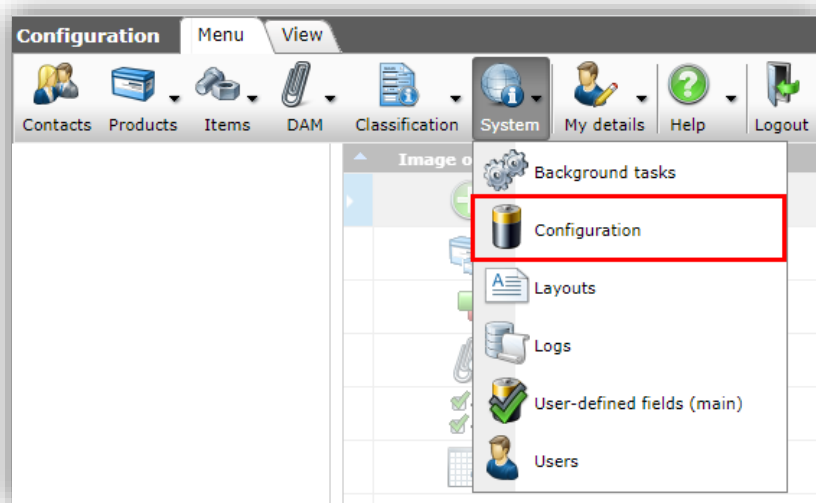 Configuration Menu View
Contacts Products Items DAM Classification System My details Help Logout
Image o
Background tasks
Configuration
Layouts
Logs
User-defined fields (main)
Users